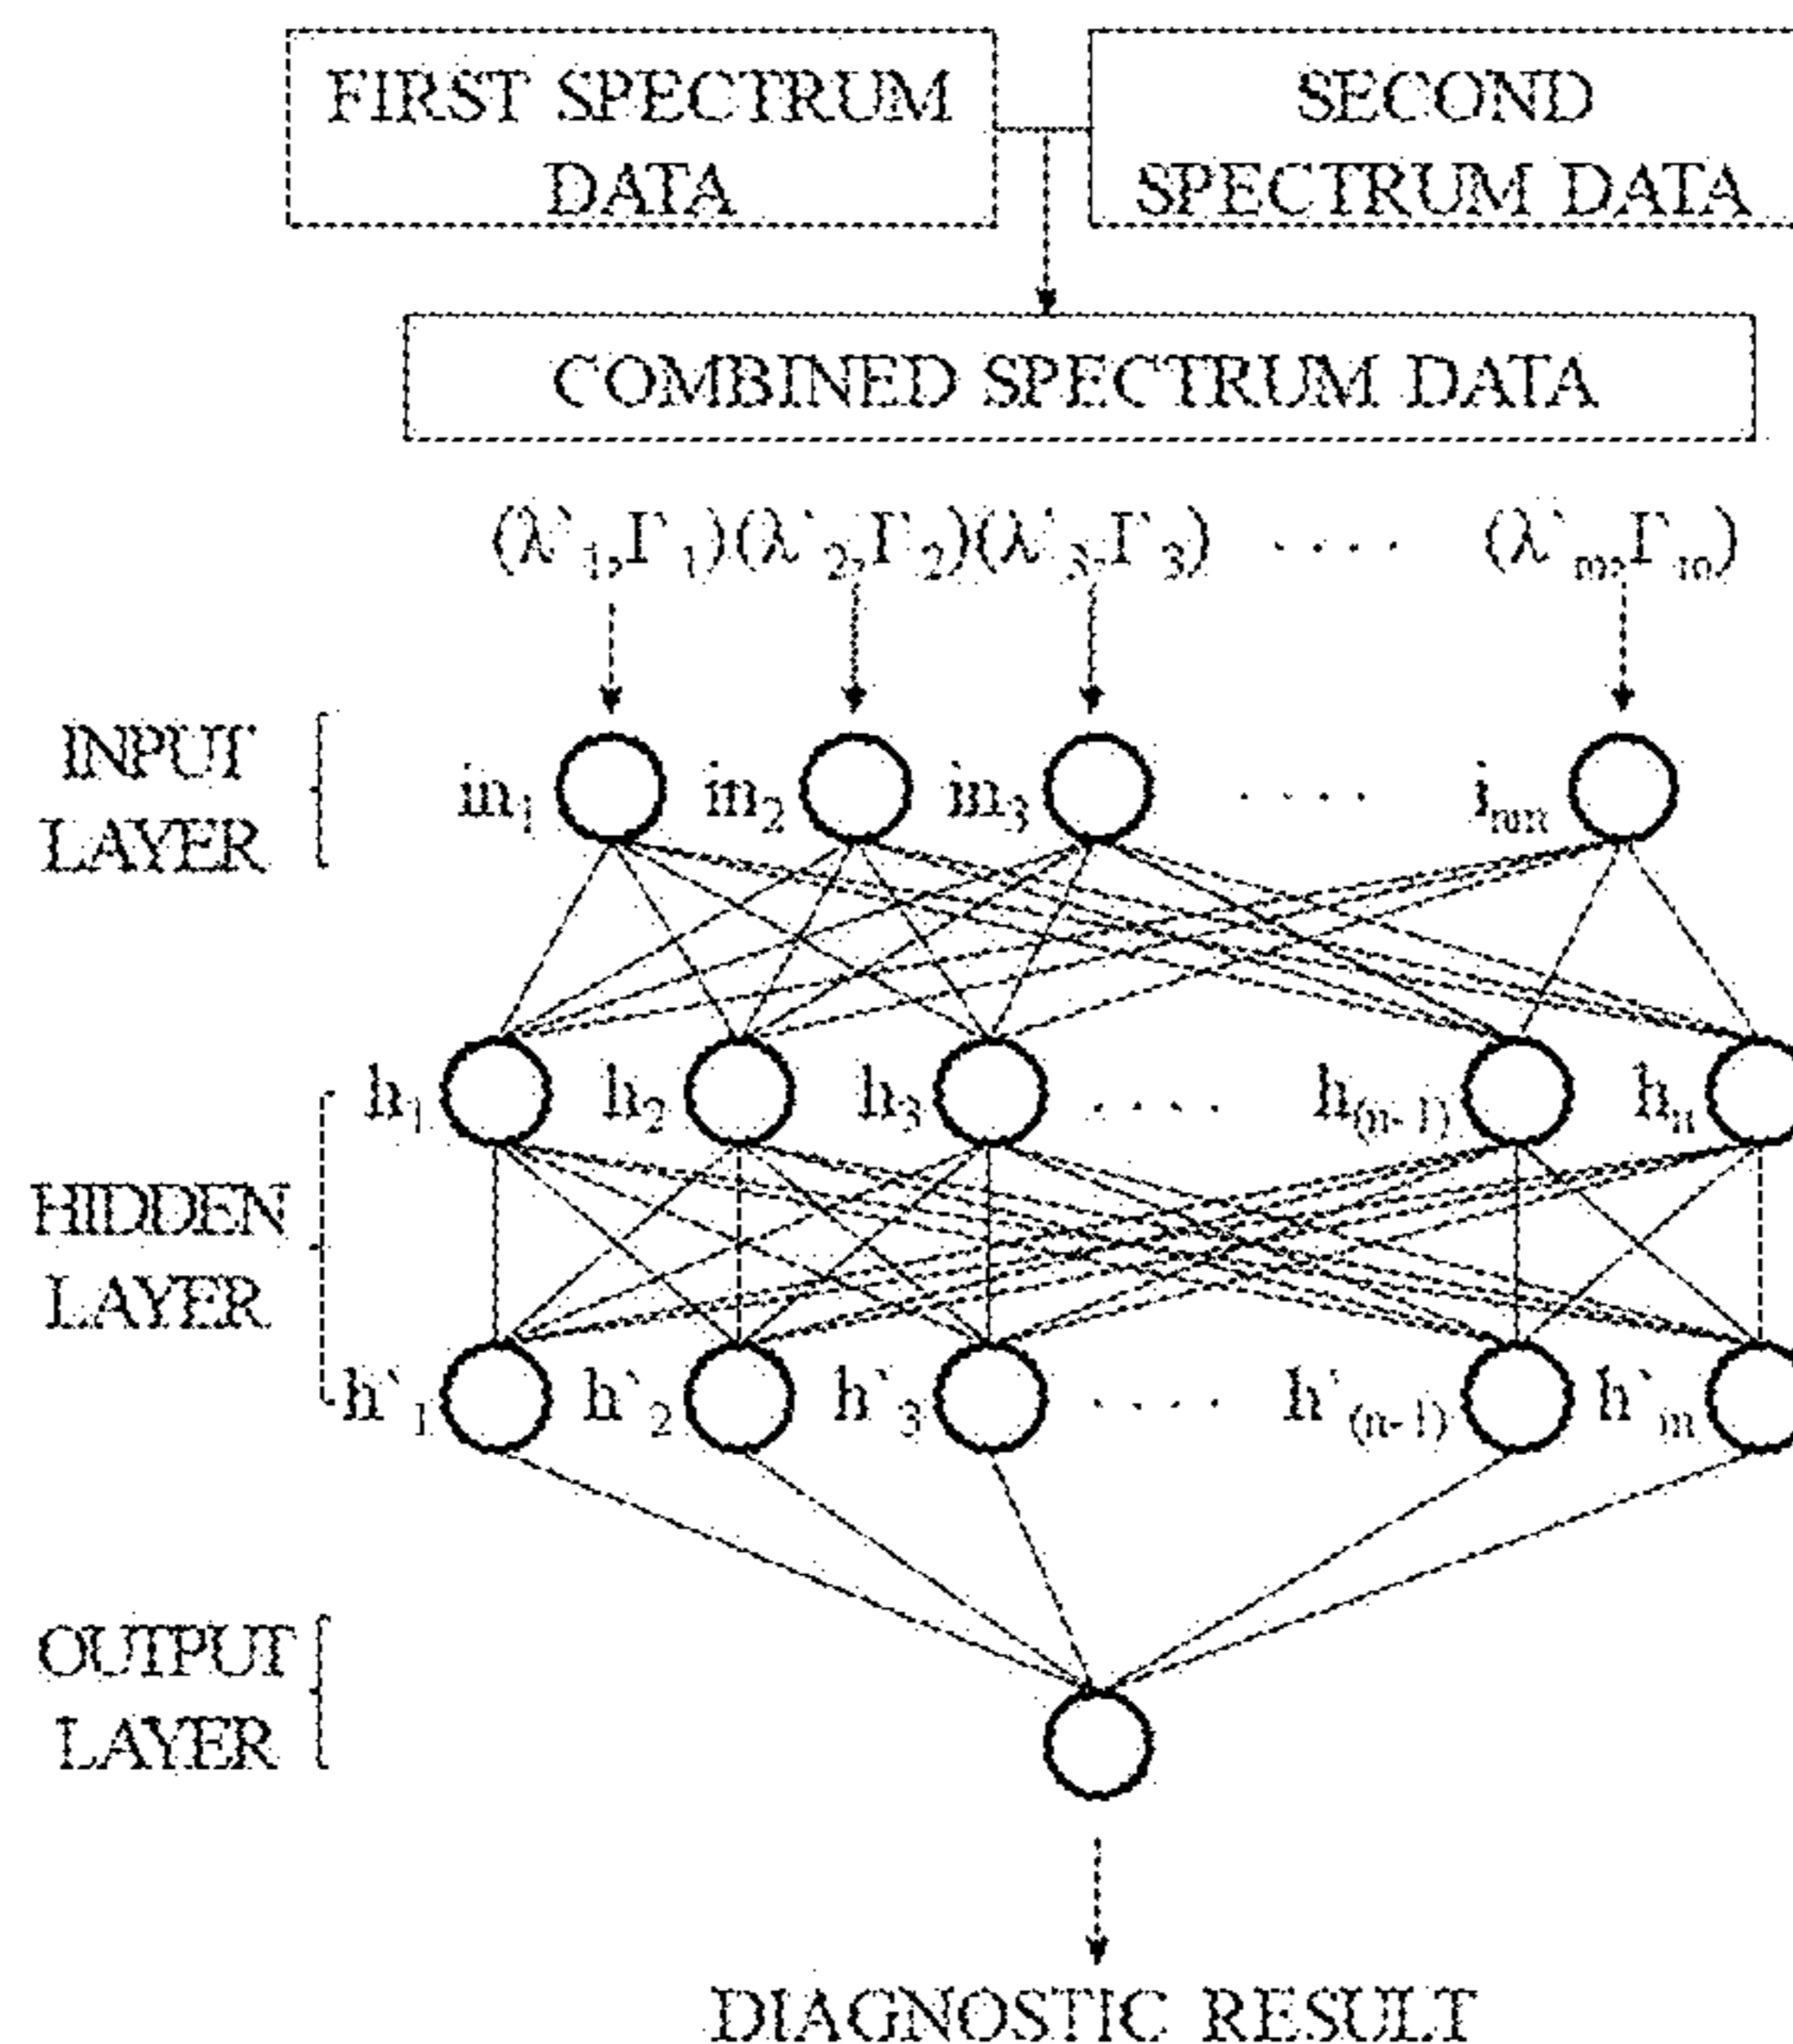 FIRST SPECTRUM
DATA
SECOND
SPECTRUM DATA
COMBINED SPECTRUM DATA
(λ`₁,Γ`₁)(λ`₂,Γ`₂)(λ`₃,Γ`₃) .... (λ`ₘ,Γ`ₘ)
INPUT
LAYER
in₁ in₂ in₃ ....
h₁ h₂ h₃ .... h₍ₙ₋₁₎ hₙ
HIDDEN
LAYER
h`₁ h`₂ h`₃ .... h`₍ₙ₋₁₎ h`ₘ
OUTPUT
LAYER
DIAGNOSTIC RESULT